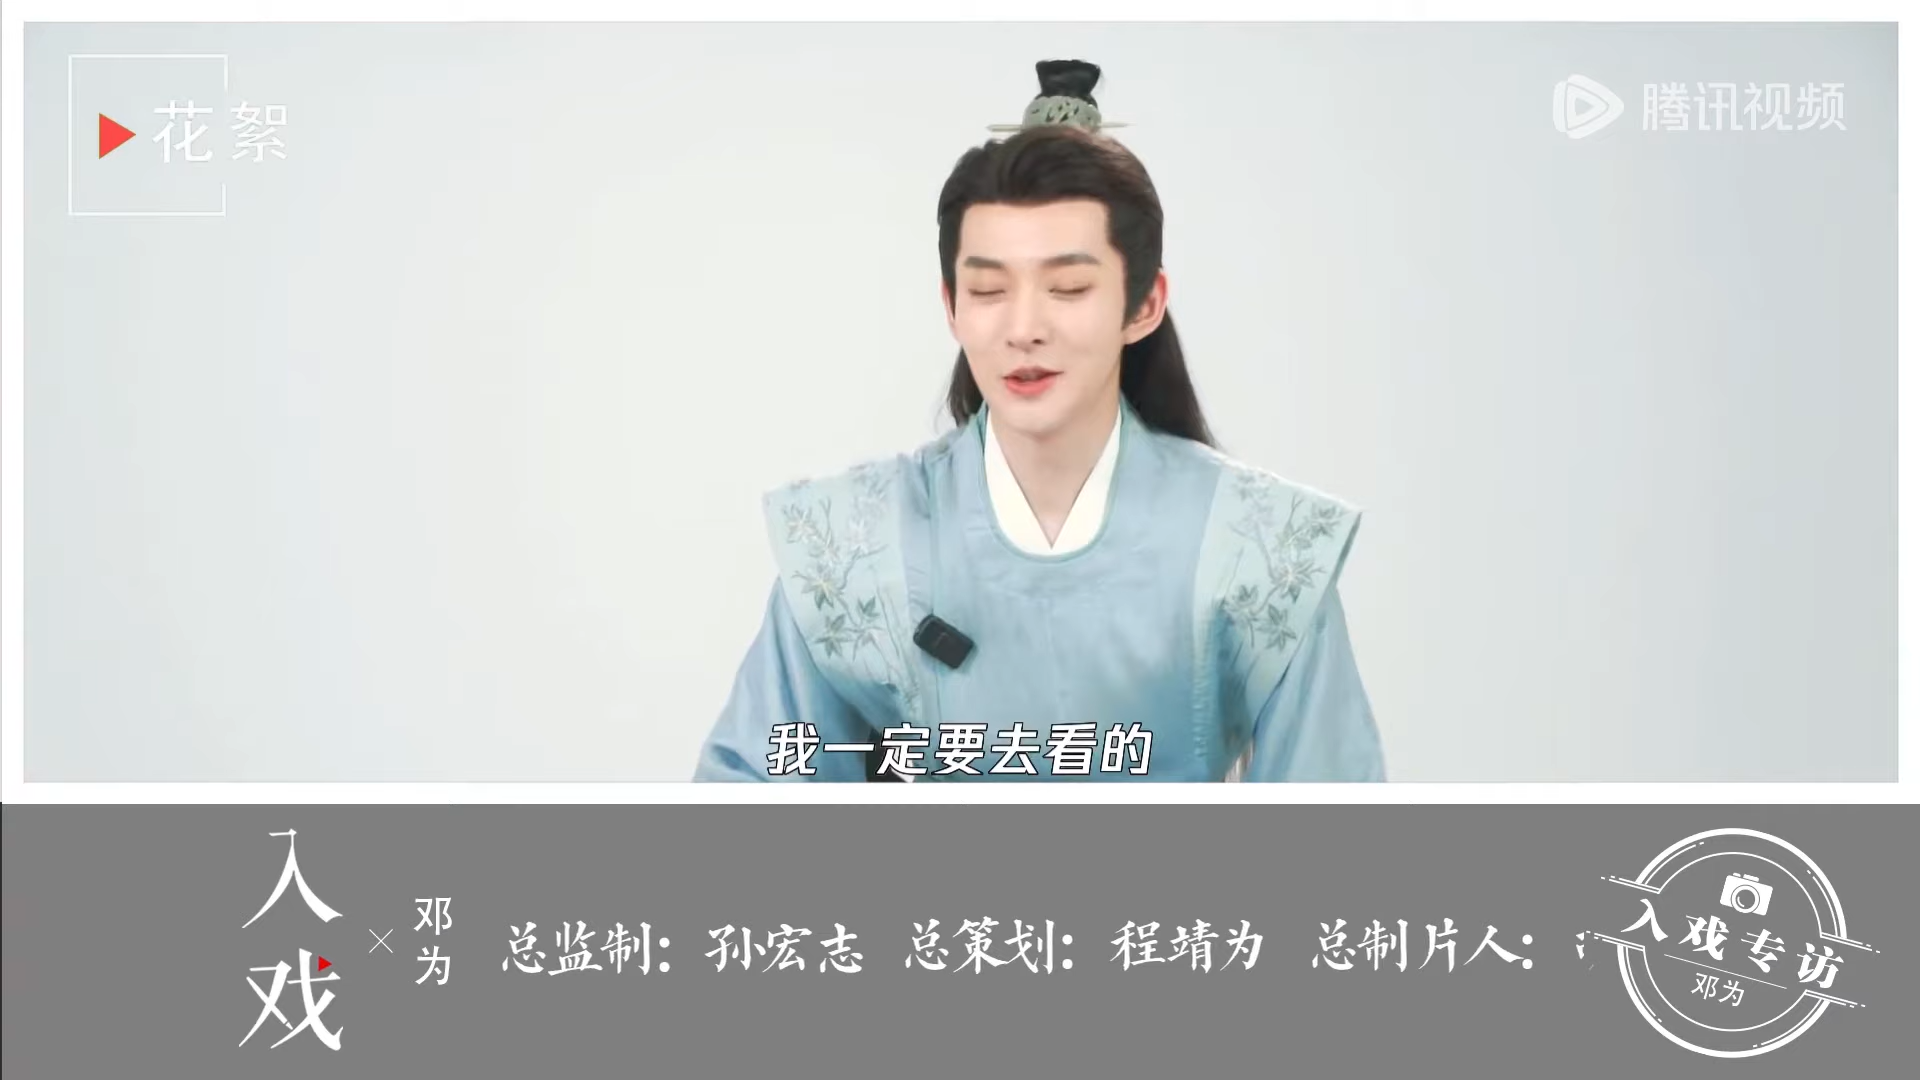 花絮
腾讯视频
我一定要去看的
入戏
×
邓为
总监制：孙宏志 总策划：程靖为 总制片人：
入戏专访
邓为